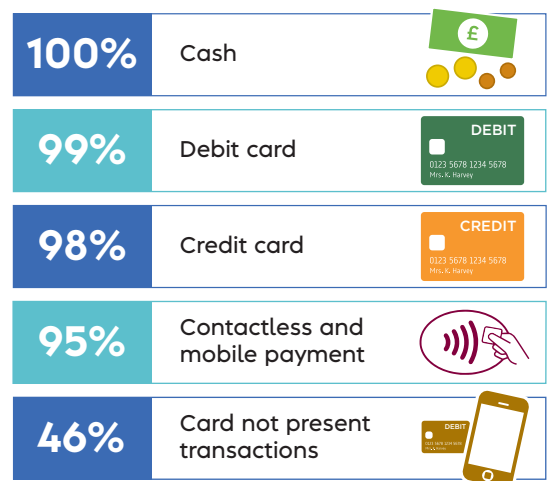 100%
Cash
£
99%
Debit card
DEBIT
0123 5678 1234 5678
Mrs. K. Harvey
98%
Credit card
CREDIT
0123 5678 1234 5678
Mrs. K. Harvey
95%
Contactless and
mobile payment
46%
Card not present
transactions
DEBIT